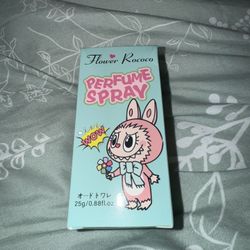 Flower Rococo
PERFUME
SPRAY
WOW
オードトワレ
25g/0.88fl.oz